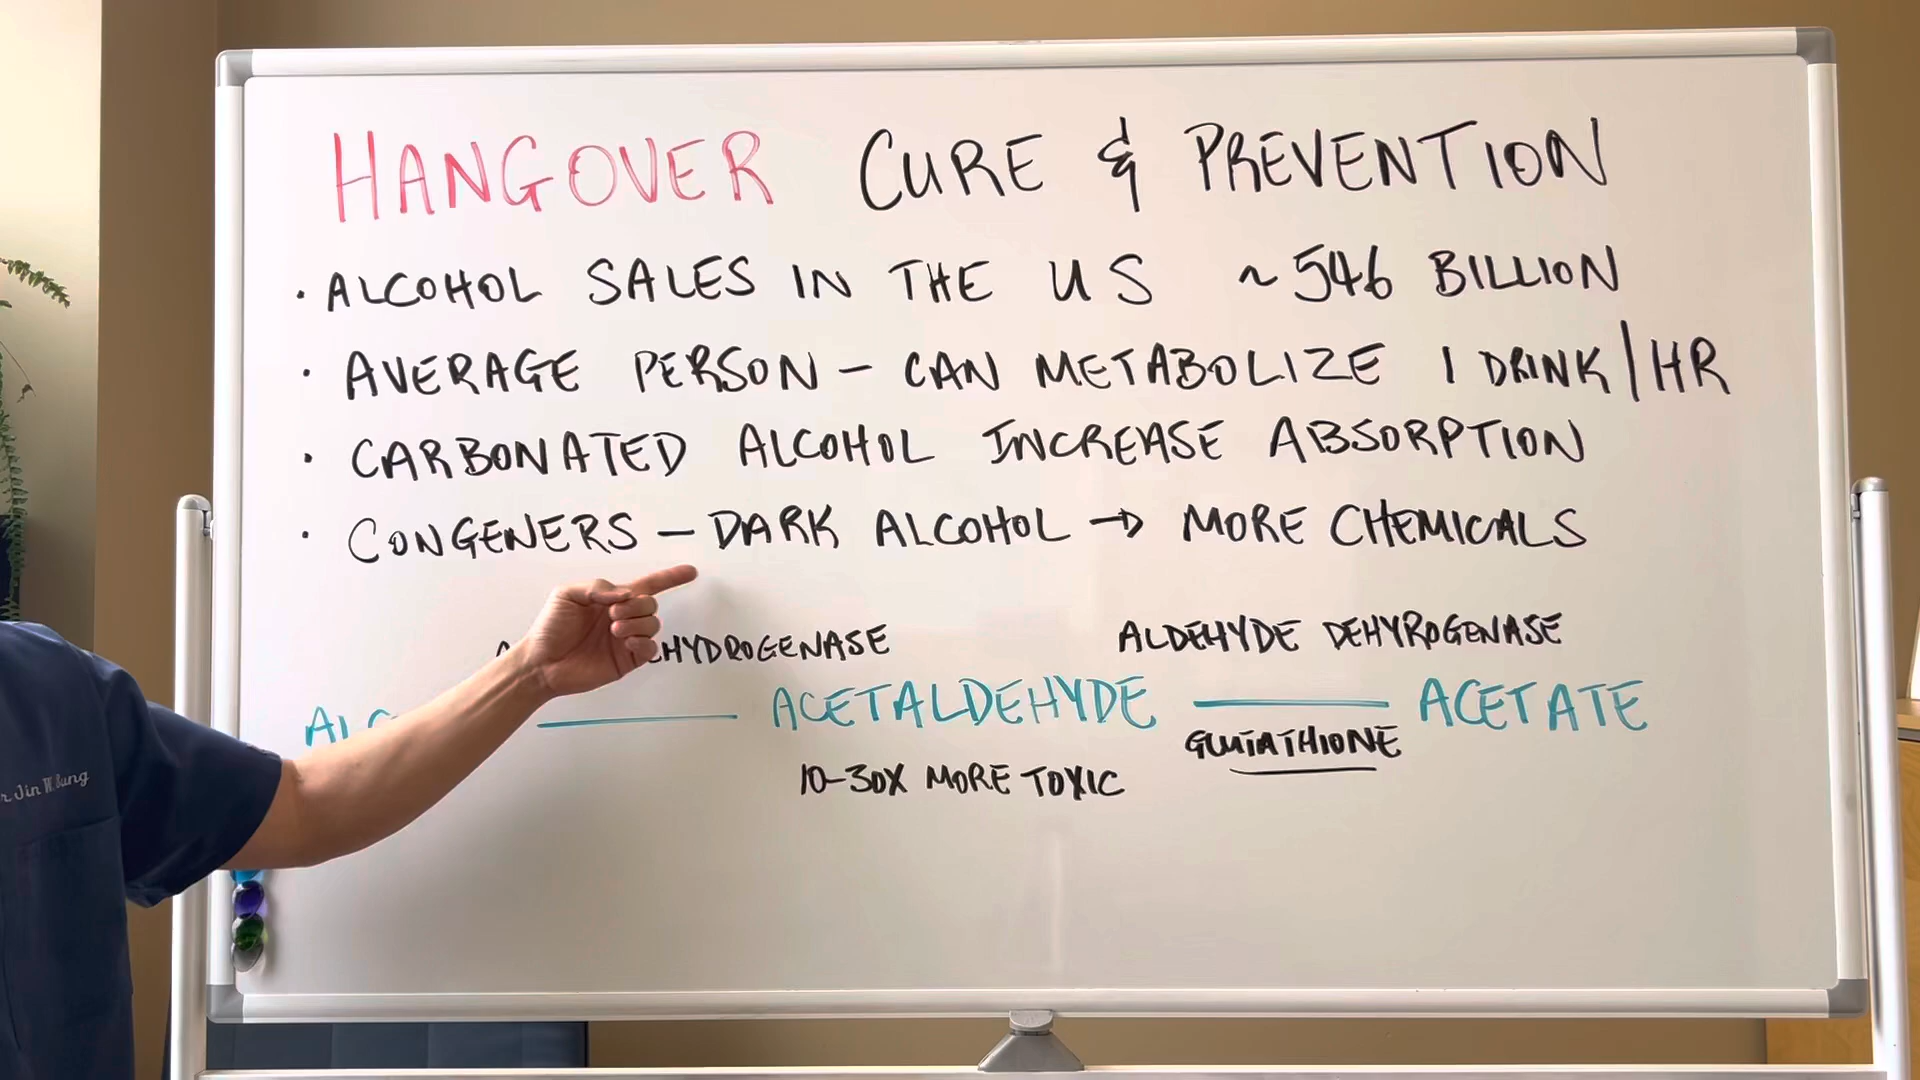 HANGOVER CURE & PREVENTION
· ALCOHOL SALES IN THE US ~546 BILLION
· AVERAGE PERSON – CAN METABOLIZE 1 DRINK/HR
· CARBONATED ALCOHOL INCREASE ABSORPTION
· CONGENERS – DARK ALCOHOL → MORE CHEMICALS
ALDEHYDE DEHYROGENASE
ACETALDEHYDE ACETATE
GLUTATHIONE
10-30X MORE TOXIC
Jin W.